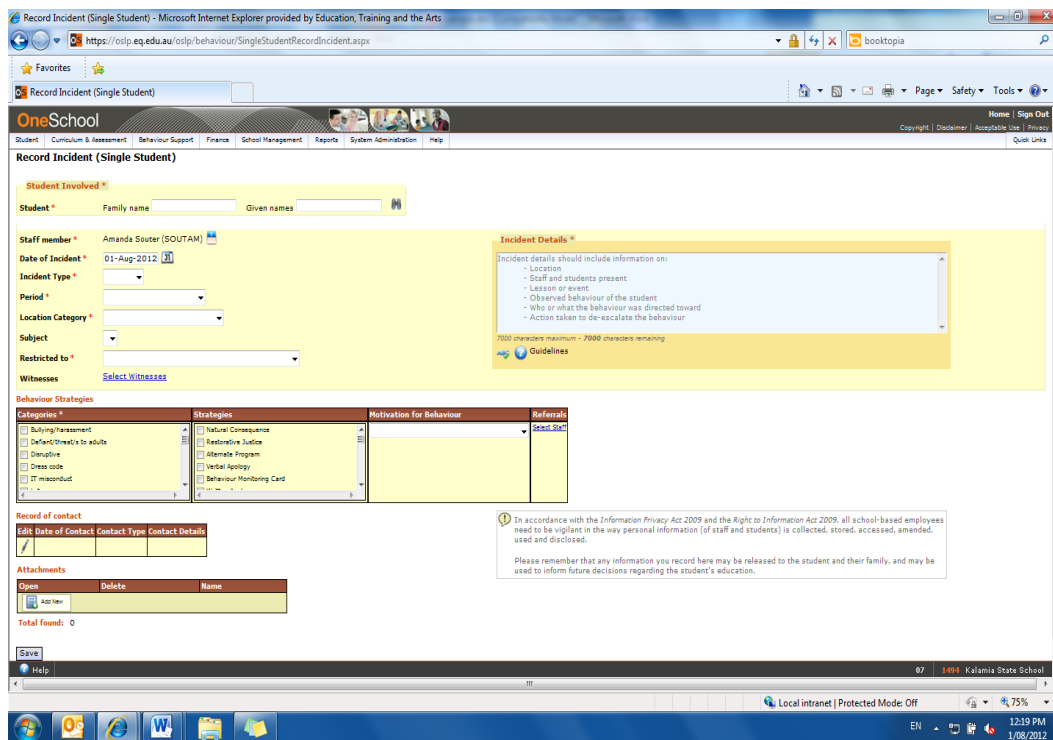 Record Incident (Single Student) - Microsoft Internet Explorer provided by Education, Training and the Arts
https://oslp.eq.edu.au/oslp/behaviour/SingleStudentRecordIncident.aspx
booktopia
Favorites
Record Incident (Single Student)
Page Safety Tools
OneSchool
Home | Sign Out
Copyright | Disclaimer | Acceptable Use | Privacy
Student Curriculum & Assessment Behaviour Support Finance School Management Reports System Administration Help
Quick Links
Record Incident (Single Student)
Student Involved *
Student * Family name Given names
Staff member * Amanda Souter (SOUTAM)
Date of Incident * 01-Aug-2012 31
Incident Type *
Period *
Location Category *
Subject
Restricted to *
Witnesses Select Witnesses
Incident Details *
Incident details should include information on:
- Location
- Staff and students present
- Lesson or event
- Observed behaviour of the student
- Who or what the behaviour was directed toward
- Action taken to de-escalate the behaviour
7000 characters maximum - 7000 characters remaining
ABC Guidelines
Behaviour Strategies
Categories * Strategies Motivation for Behaviour Referrals
Bullying/harassment Natural Consequence Select Staff
Defiant/threat/s to adults Restorative Justice
Disruptive Alternate Program
Dress code Verbal Apology
IT misconduct Behaviour Monitoring Card
Record of contact
Edit Date of Contact Contact Type Contact Details
In accordance with the Information Privacy Act 2009 and the Right to Information Act 2009, all school-based employees
need to be vigilant in the way personal information (of staff and students) is collected, stored, accessed, amended,
used and disclosed.
Please remember that any information you record here may be released to the student and their family, and may be
used to inform future decisions regarding the student's education.
Attachments
Open Delete Name
Add New
Total found: 0
Save
Help
07 1494 Kalamia State School
Local intranet | Protected Mode: Off
75%
EN
12:19 PM
1/08/2012